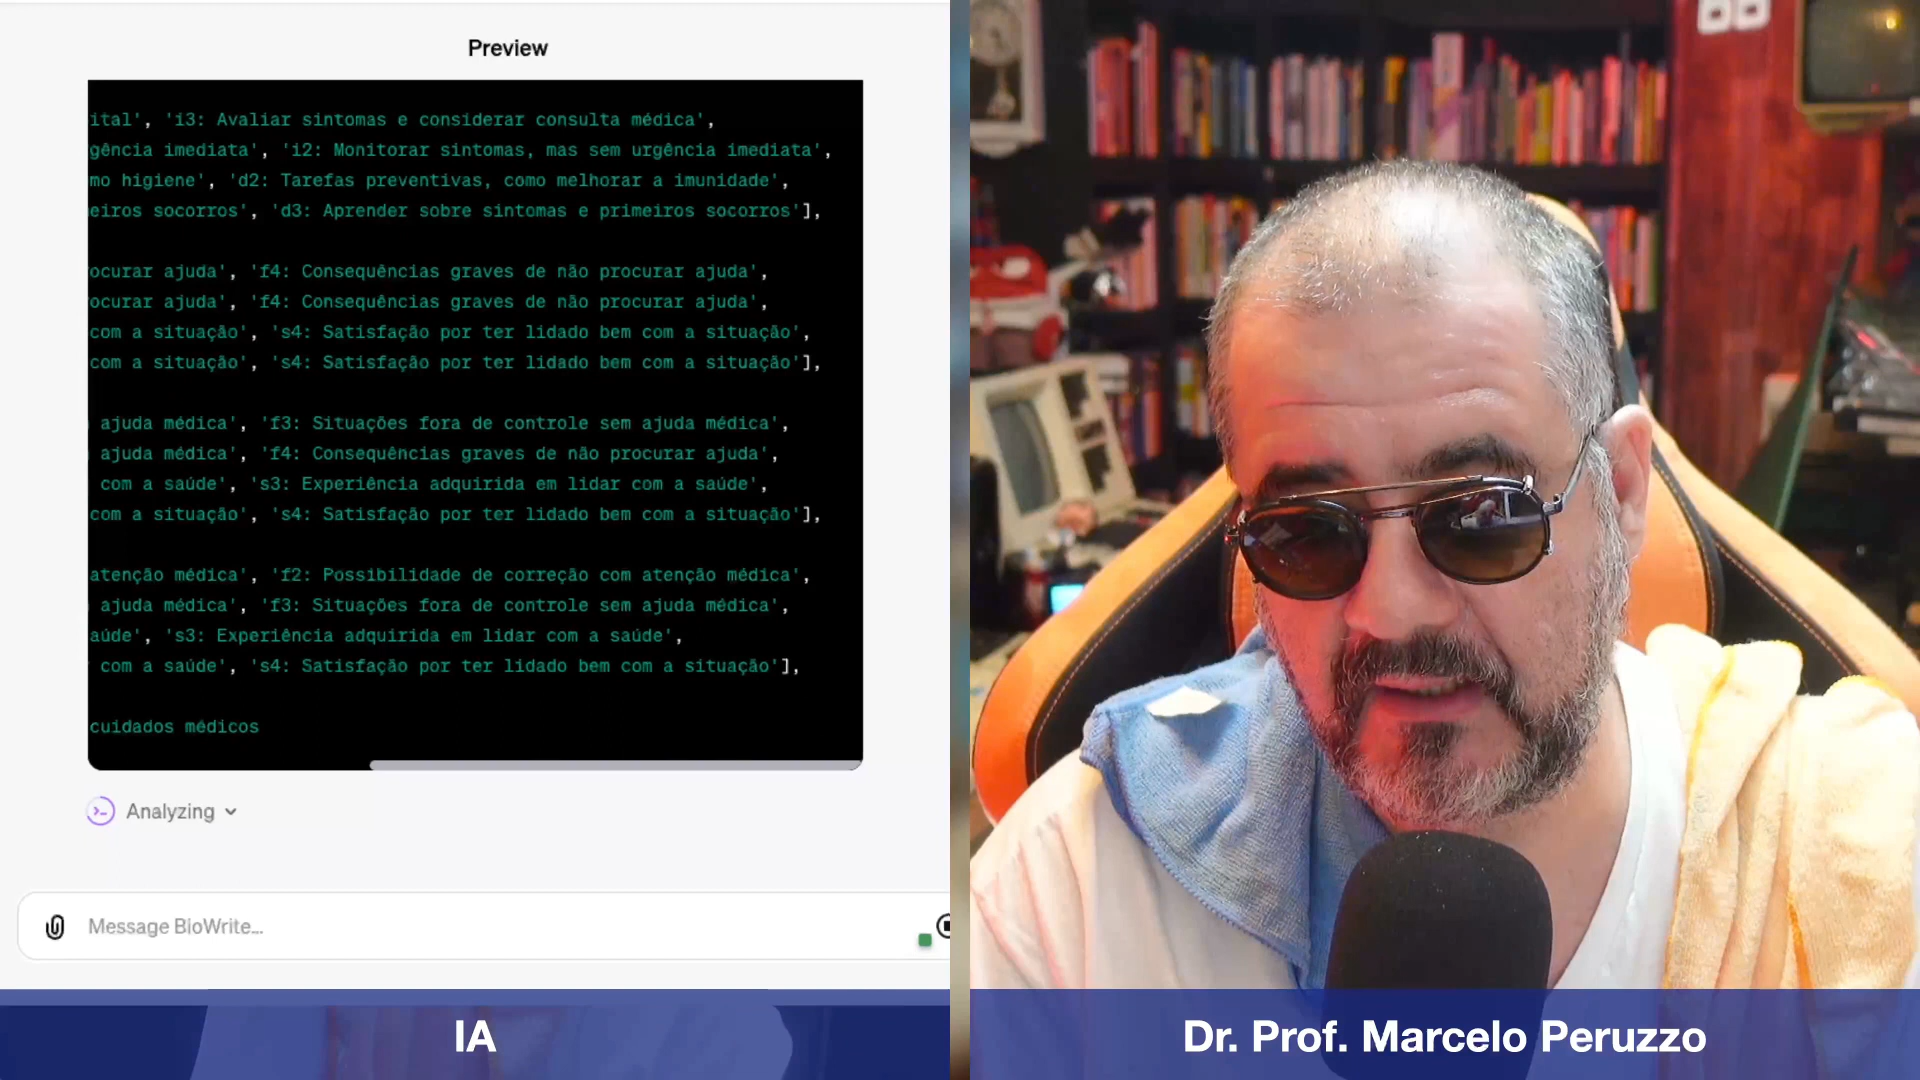 Preview
ital', 'i3: Avaliar sintomas e considerar consulta médica',
gência imediata', 'i2: Monitorar sintomas, mas sem urgência imediata',
mo higiene', 'd2: Tarefas preventivas, como melhorar a imunidade',
eiros socorros', 'd3: Aprender sobre sintomas e primeiros socorros'],
ocurar ajuda', 'f4: Consequências graves de não procurar ajuda',
ocurar ajuda', 'f4: Consequências graves de não procurar ajuda',
com a situação', 's4: Satisfação por ter lidado bem com a situação',
com a situação', 's4: Satisfação por ter lidado bem com a situação'],
ajuda médica', 'f3: Situações fora de controle sem ajuda médica',
ajuda médica', 'f4: Consequências graves de não procurar ajuda',
com a saúde', 's3: Experiência adquirida em lidar com a saúde',
com a situação', 's4: Satisfação por ter lidado bem com a situação'],
atenção médica', 'f2: Possibilidade de correção com atenção médica',
ajuda médica', 'f3: Situações fora de controle sem ajuda médica',
aúde', 's3: Experiência adquirida em lidar com a saúde',
com a saúde', 's4: Satisfação por ter lidado bem com a situação'],
cuidados médicos
Analyzing
Message BioWrite...
IA
Dr. Prof. Marcelo Peruzzo